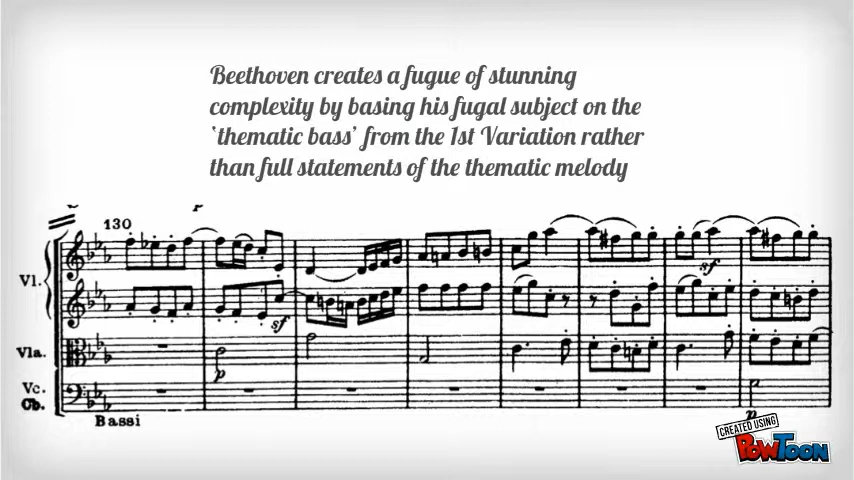 Beethoven creates a fugue of stunning
complexity by basing his fugal subject on the
‛thematic bass’ from the 1st Variation rather
than full statements of the thematic melody
p
130
Vl.
sf
sf
Vla.
p
Vc.
Cb.
Bassi
p
CREATED USING
POWTOON